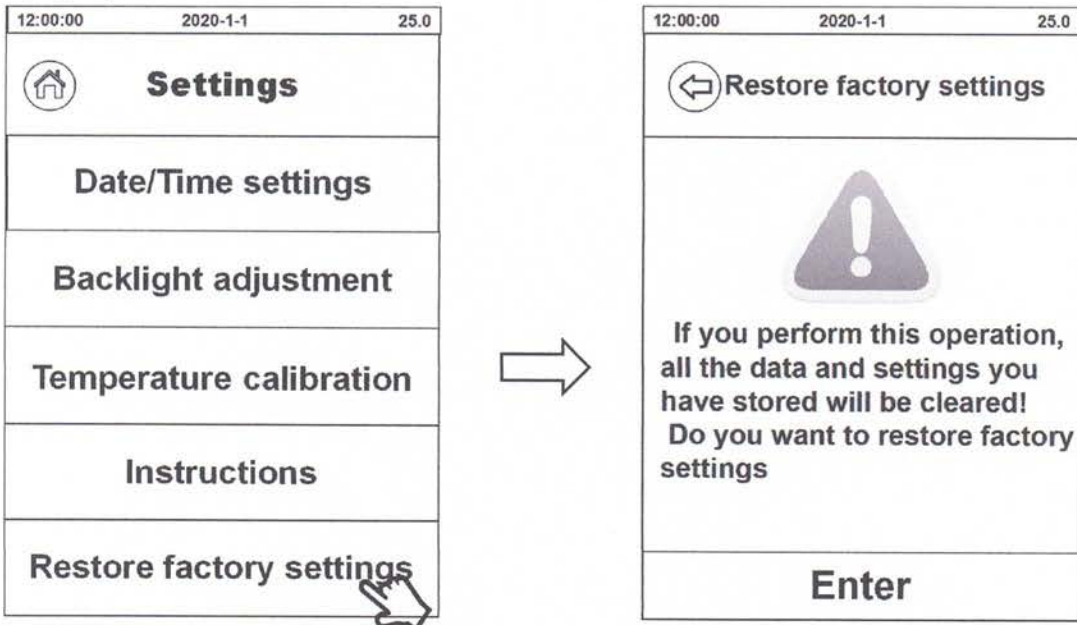 12:00:00 2020-1-1 25.0
Settings
Date/Time settings
Backlight adjustment
Temperature calibration
Instructions
Restore factory settings
12:00:00 2020-1-1 25.0
Restore factory settings
If you perform this operation,
all the data and settings you
have stored will be cleared!
Do you want to restore factory
settings
Enter